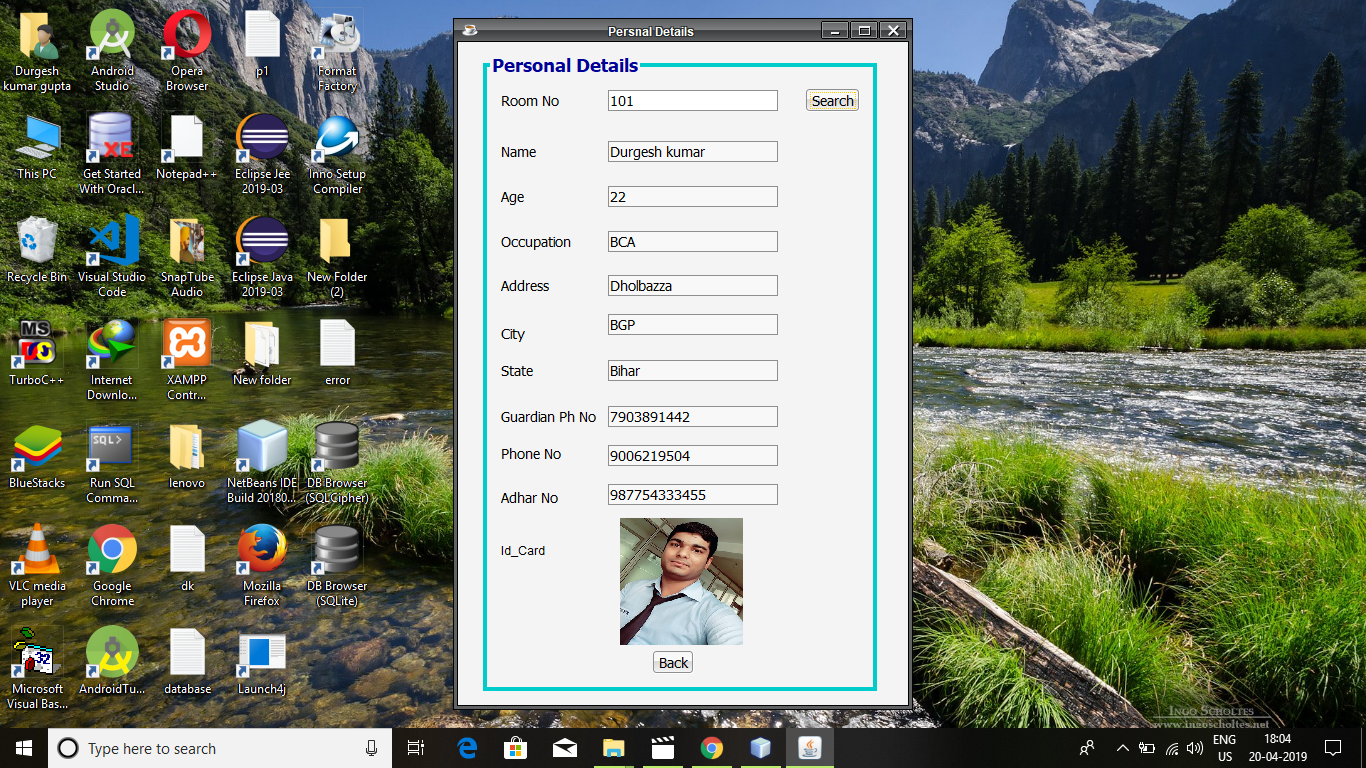 Durgesh
kumar gupta
Android
Studio
Opera
Browser
p1
Format
Factory
This PC
Get Started
With Oracl...
Notepad++
Eclipse Jee
2019-03
Inno Setup
Compiler
Recycle Bin
Visual Studio
Code
SnapTube
Audio
Eclipse Java
2019-03
New Folder
(2)
TurboC++
Internet
Downlo...
XAMPP
Contr...
New folder
error
BlueStacks
Run SQL
Comma...
lenovo
NetBeans IDE
Build 20180...
DB Browser
(SQLCipher)
VLC media
player
Google
Chrome
dk
Mozilla
Firefox
DB Browser
(SQLite)
Microsoft
Visual Bas...
AndroidTu...
database
Launch4j
XE
MS
SQL>
32
Persnal Details
Personal Details
Room No 101 Search
Name Durgesh kumar
Age 22
Occupation BCA
Address Dholbazza
City BGP
State Bihar
Guardian Ph No 7903891442
Phone No 9006219504
Adhar No 987754333455
Id_Card
Back
Ingo Scholtes
www.ingoscholtes.net
Type here to search
ENG
US
18:04
20-04-2019